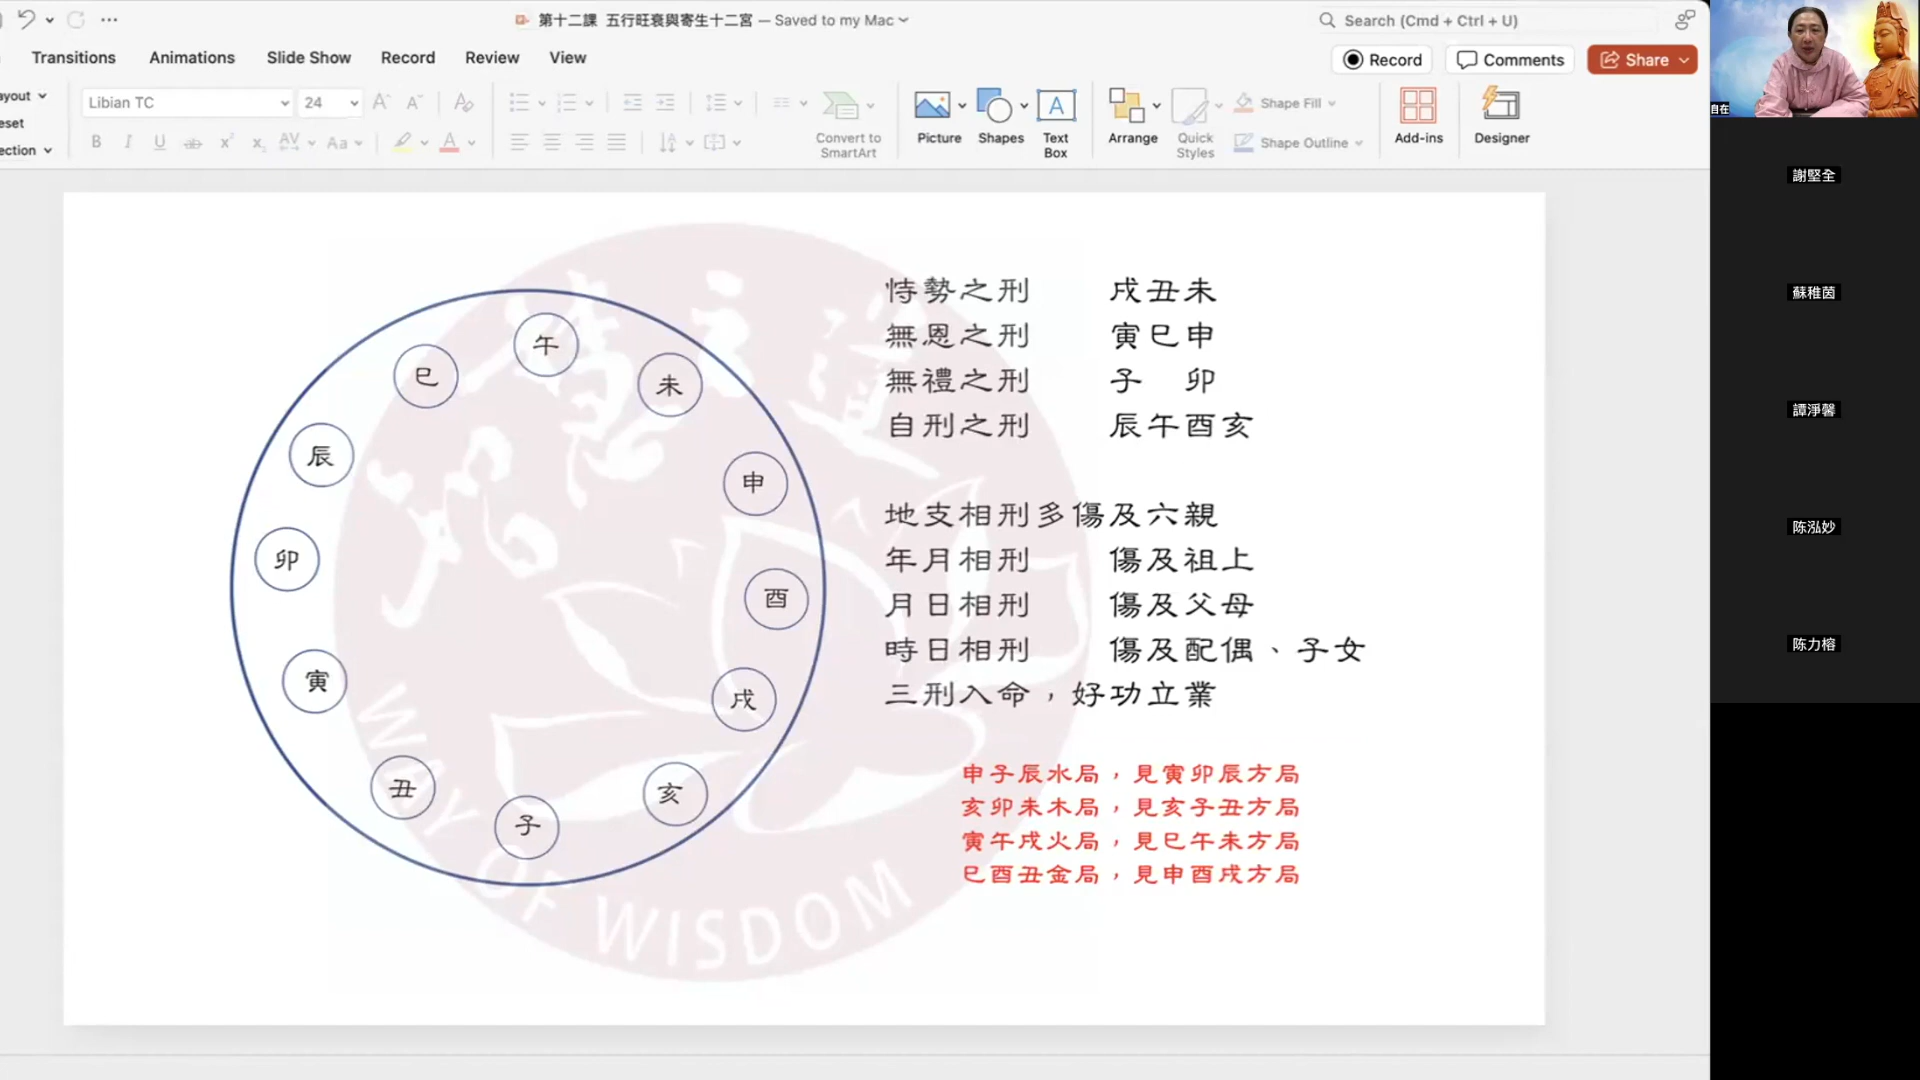 第十二課 五行旺衰與寄生十二宮 — Saved to my Mac
Search (Cmd + Ctrl + U)
Transitions Animations Slide Show Record Review View
Record Comments Share
ayout
eset
ection
Libian TC 24
Convert to SmartArt
Picture
Shapes
Text Box
Arrange
Quick Styles
Shape Fill
Shape Outline
Add-ins
Designer
午
巳
未
辰
申
卯
酉
寅
戌
丑
亥
子
恃勢之刑 戌丑未
無恩之刑 寅巳申
無禮之刑 子 卯
自刑之刑 辰午酉亥
地支相刑多傷及六親
年月相刑 傷及祖上
月日相刑 傷及父母
時日相刑 傷及配偶、子女
三刑入命，好功立業
申子辰水局，見寅卯辰方局
亥卯未木局，見亥子丑方局
寅午戌火局，見巳午未方局
巳酉丑金局，見申酉戌方局
WAY OF WISDOM
自在
謝堅全
蘇稚茵
譚淨馨
陈泓妙
陈力榕